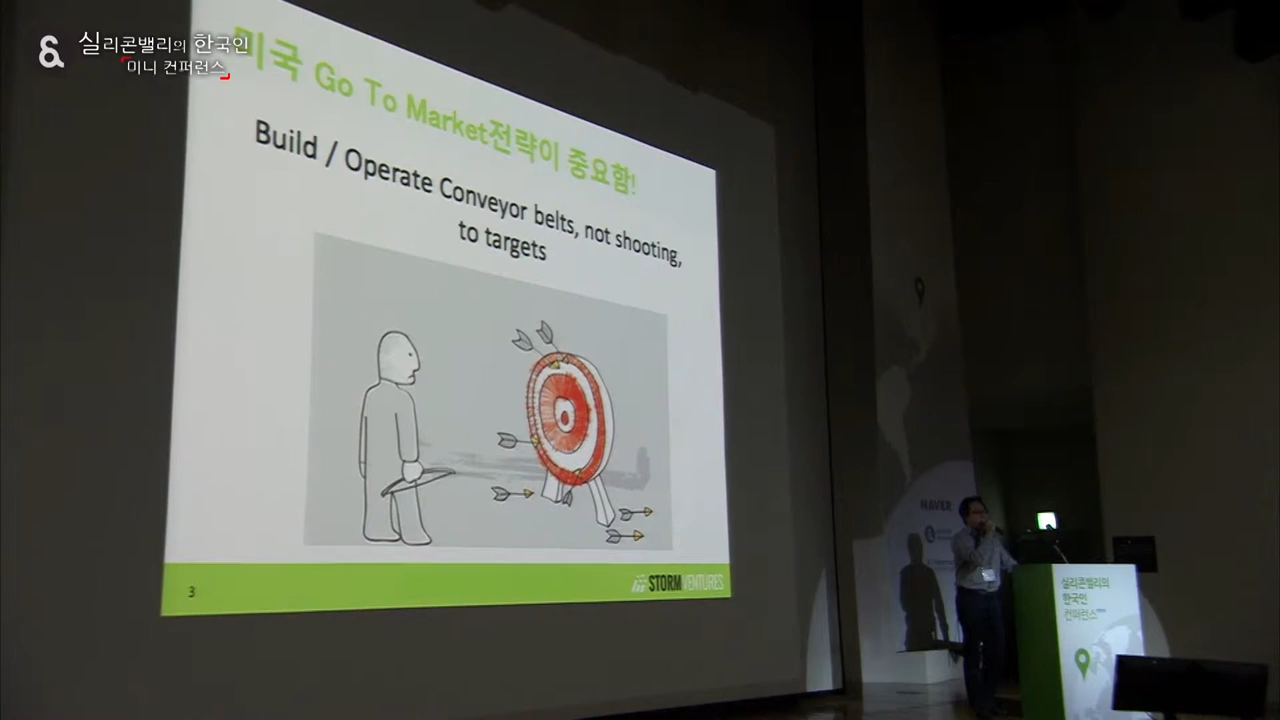 실리콘밸리의 한국인
미니 컨퍼런스
미국 Go To Market전략이 중요함!
Build / Operate Conveyor belts, not shooting,
to targets
3
STORMVENTURES
NAVER
실리콘밸리의
한국인
컨퍼런스